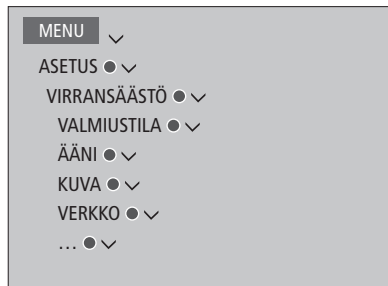 MENU
ASETUS
VIRRANSÄÄSTÖ
VALMIUSTILA
ÄÄNI
KUVA
VERKKO
…